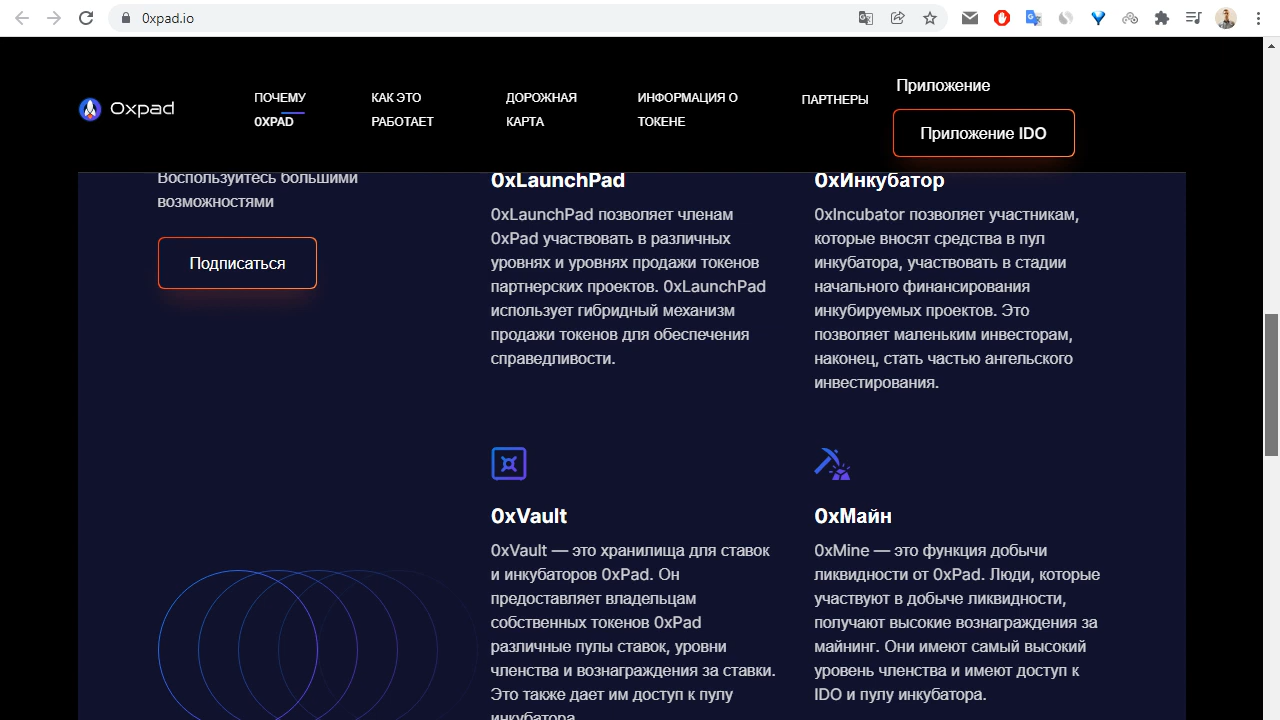 0xpad.io
0xpad
ПОЧЕМУ
0XPAD
КАК ЭТО
РАБОТАЕТ
ДОРОЖНАЯ
КАРТА
ИНФОРМАЦИЯ О
ТОКЕНЕ
ПАРТНЕРЫ
Приложение
Приложение IDO
Воспользуйтесь большими
возможностями
Подписаться
0xLaunchPad
0xLaunchPad позволяет членам
0xPad участвовать в различных
уровнях и уровнях продажи токенов
партнерских проектов. 0xLaunchPad
использует гибридный механизм
продажи токенов для обеспечения
справедливости.
0xИнкубатор
0xIncubator позволяет участникам,
которые вносят средства в пул
инкубатора, участвовать в стадии
начального финансирования
инкубируемых проектов. Это
позволяет маленьким инвесторам,
наконец, стать частью ангельского
инвестирования.
0xVault
0xVault — это хранилища для ставок
и инкубаторов 0xPad. Он
предоставляет владельцам
собственных токенов 0xPad
различные пулы ставок, уровни
членства и вознаграждения за ставки.
Это также дает им доступ к пулу
инкубатора.
0xМайн
0xMine — это функция добычи
ликвидности от 0xPad. Люди, которые
участвуют в добыче ликвидности,
получают высокие вознаграждения за
майнинг. Они имеют самый высокий
уровень членства и имеют доступ к
IDO и пулу инкубатора.